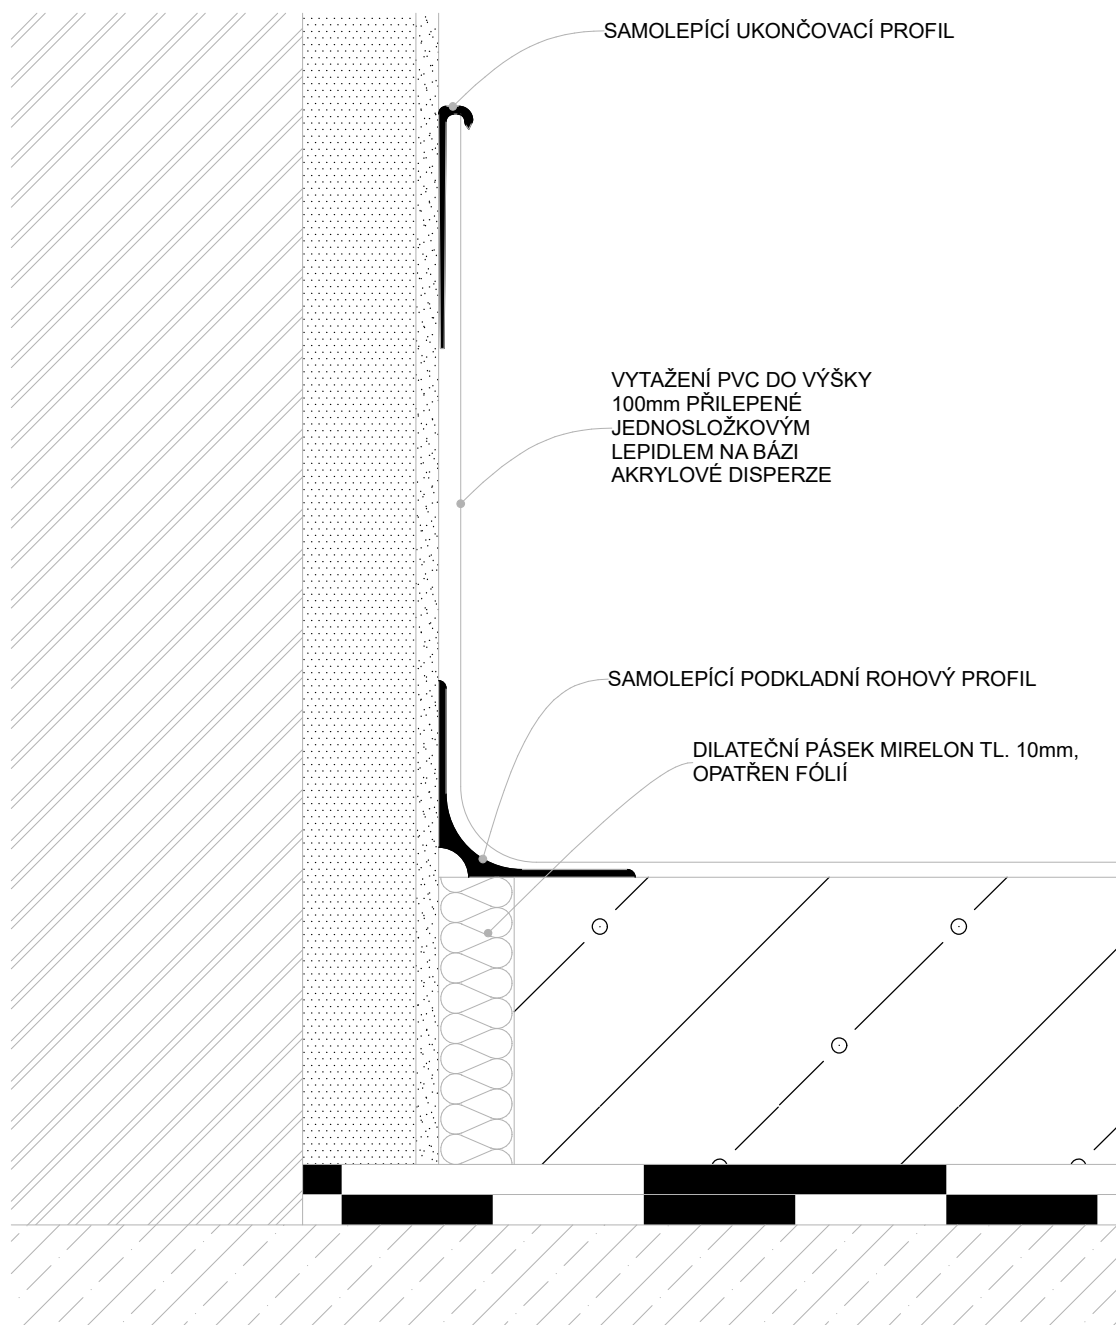 SAMOLEPÍCÍ UKONČOVACÍ PROFIL
VYTAŽENÍ PVC DO VÝŠKY
100mm PŘILEPENÉ
JEDNOSLOŽKOVÝM
LEPIDLEM NA BÁZI
AKRYLOVÉ DISPERZE
SAMOLEPÍCÍ PODKLADNÍ ROHOVÝ PROFIL
DILATEČNÍ PÁSEK MIRELON TL. 10mm,
OPATŘEN FÓLIÍ